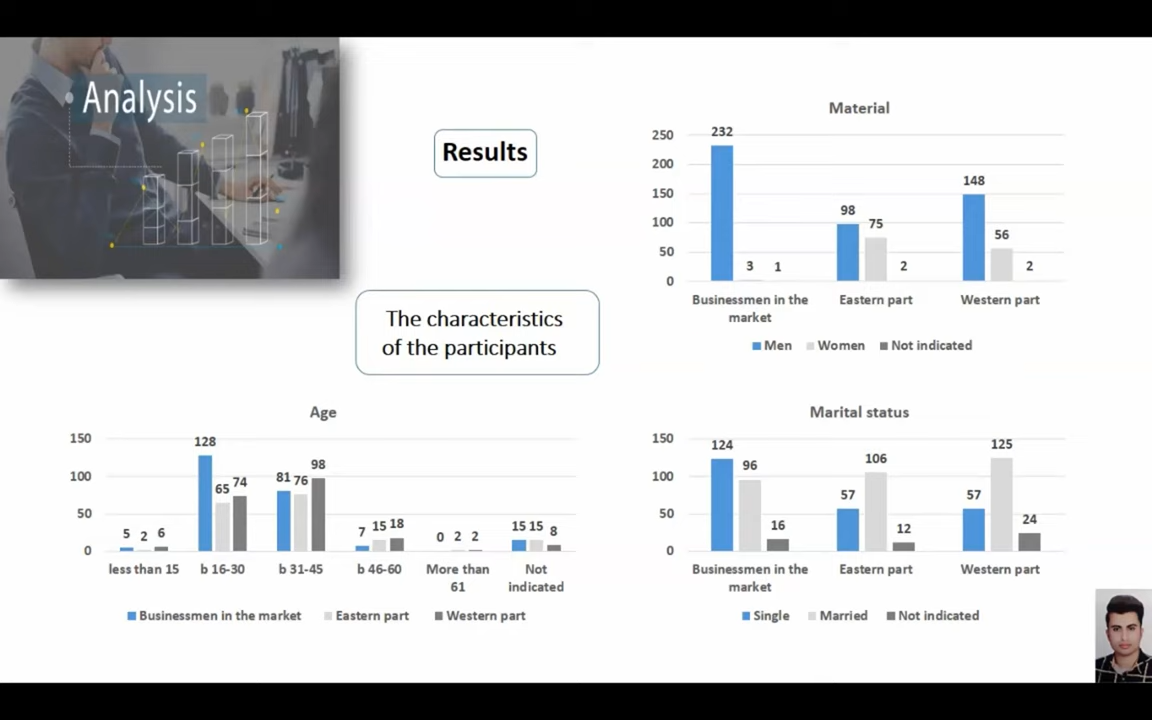 Analysis
Results
The characteristics
of the participants
Material
250
200
150
100
50
0
232
3
1
98
75
2
148
56
2
Businessmen in the
market
Eastern part
Western part
Men
Women
Not indicated
Age
150
100
50
0
5
2
6
128
65
74
81
76
98
7
15
18
0
2
2
15
15
8
less than 15
b 16-30
b 31-45
b 46-60
More than
61
Not
indicated
Businessmen in the market
Eastern part
Western part
Marital status
150
100
50
0
124
96
16
57
106
12
57
125
24
Businessmen in the
market
Eastern part
Western part
Single
Married
Not indicated